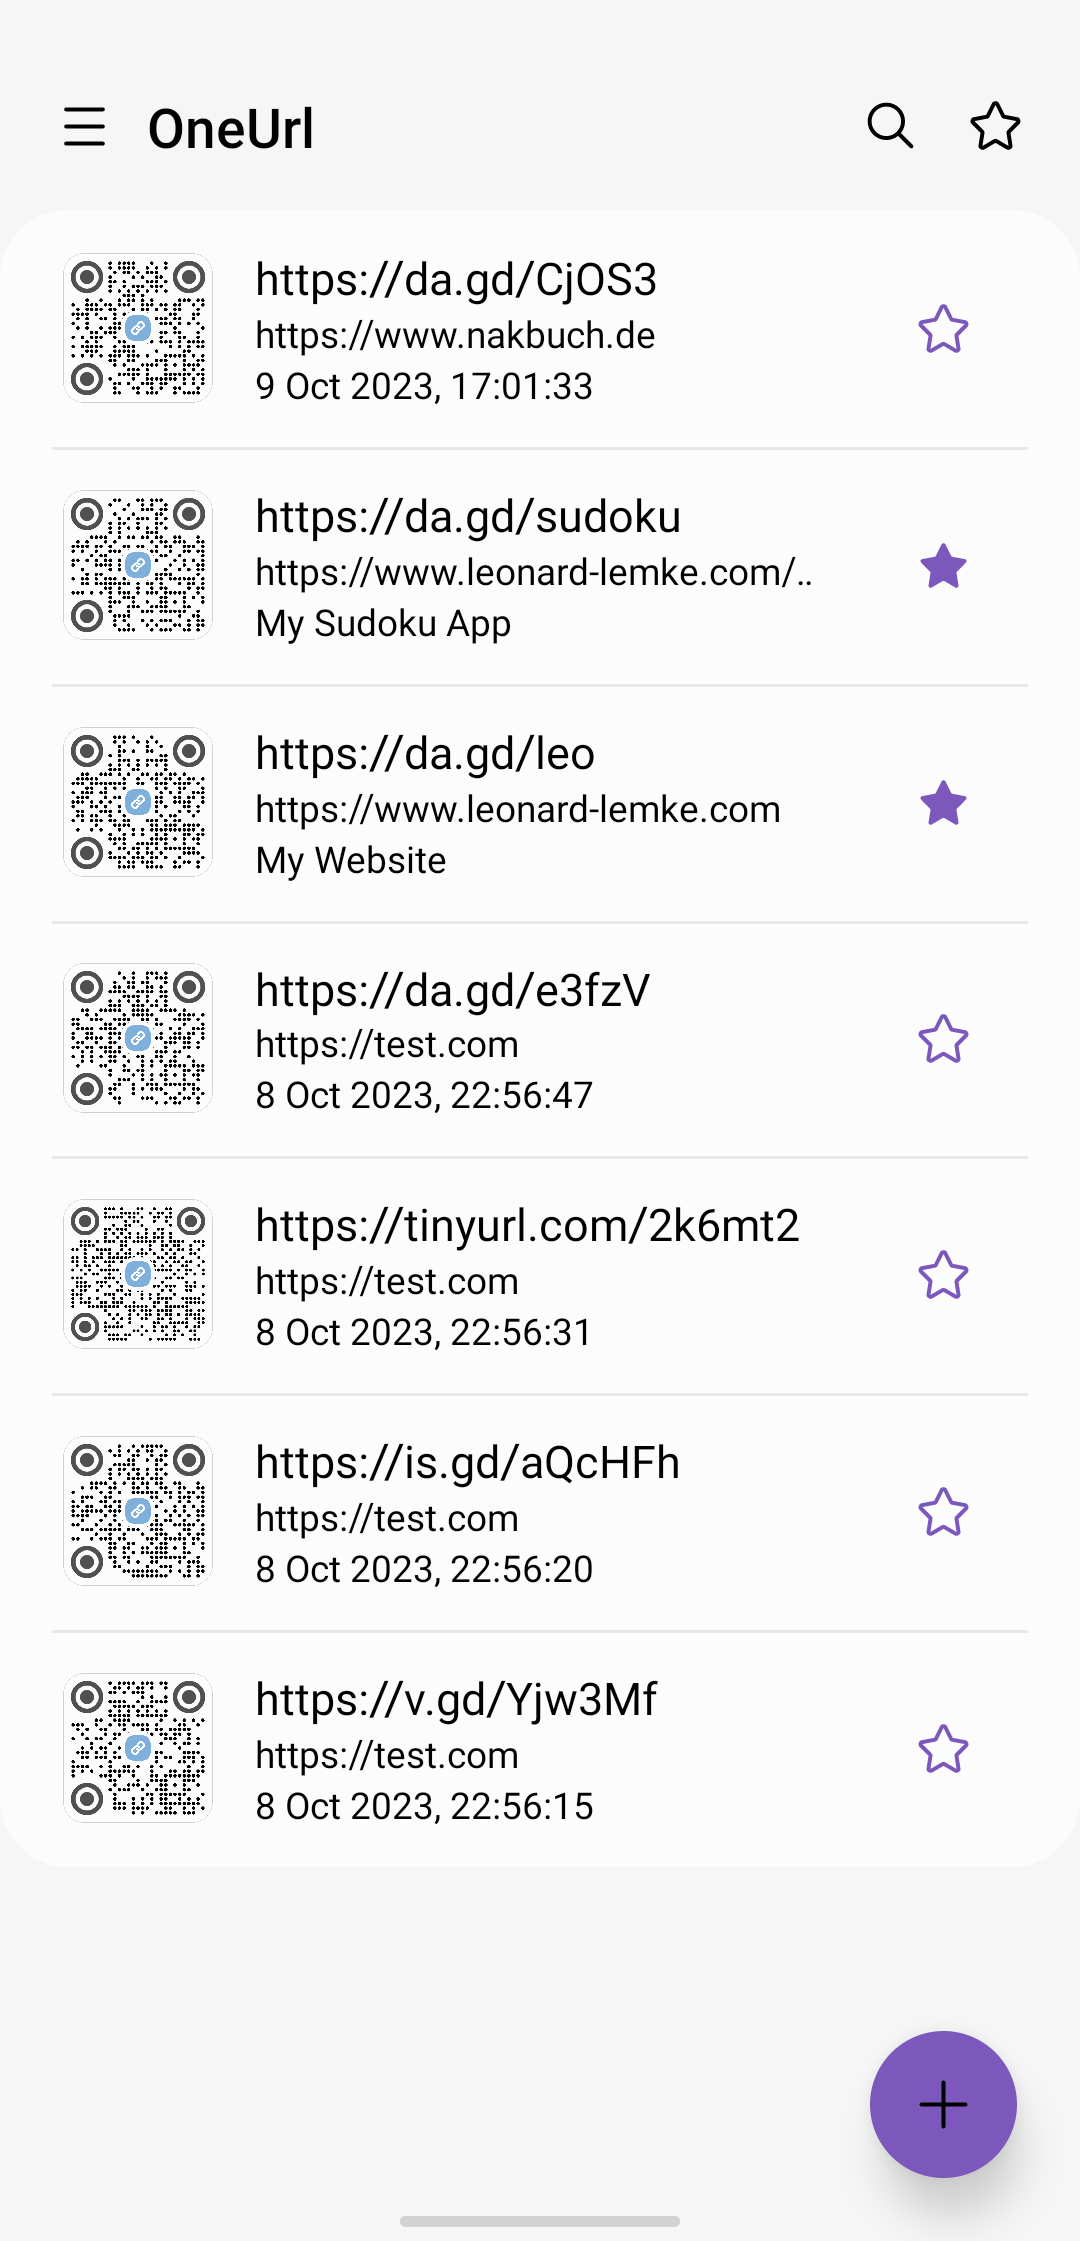 OneUrl
https://da.gd/CjOS3
https://www.nakbuch.de
9 Oct 2023, 17:01:33
https://da.gd/sudoku
https://www.leonard-lemke.com/..
My Sudoku App
https://da.gd/leo
https://www.leonard-lemke.com
My Website
https://da.gd/e3fzV
https://test.com
8 Oct 2023, 22:56:47
https://tinyurl.com/2k6mt2
https://test.com
8 Oct 2023, 22:56:31
https://is.gd/aQcHFh
https://test.com
8 Oct 2023, 22:56:20
https://v.gd/Yjw3Mf
https://test.com
8 Oct 2023, 22:56:15